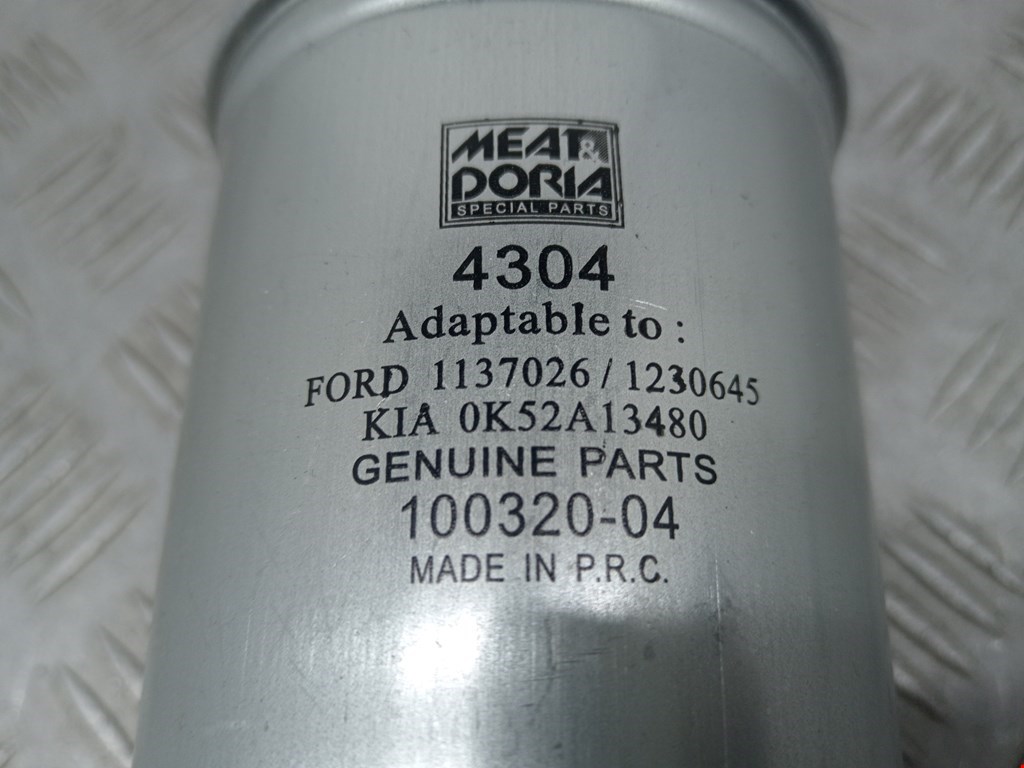 MEAT &
DORIA
SPECIAL PARTS
4304
Adaptable to :
FORD 1137026 / 1230645
KIA 0K52A13480
GENUINE PARTS
100320-04
MADE IN P.R.C.